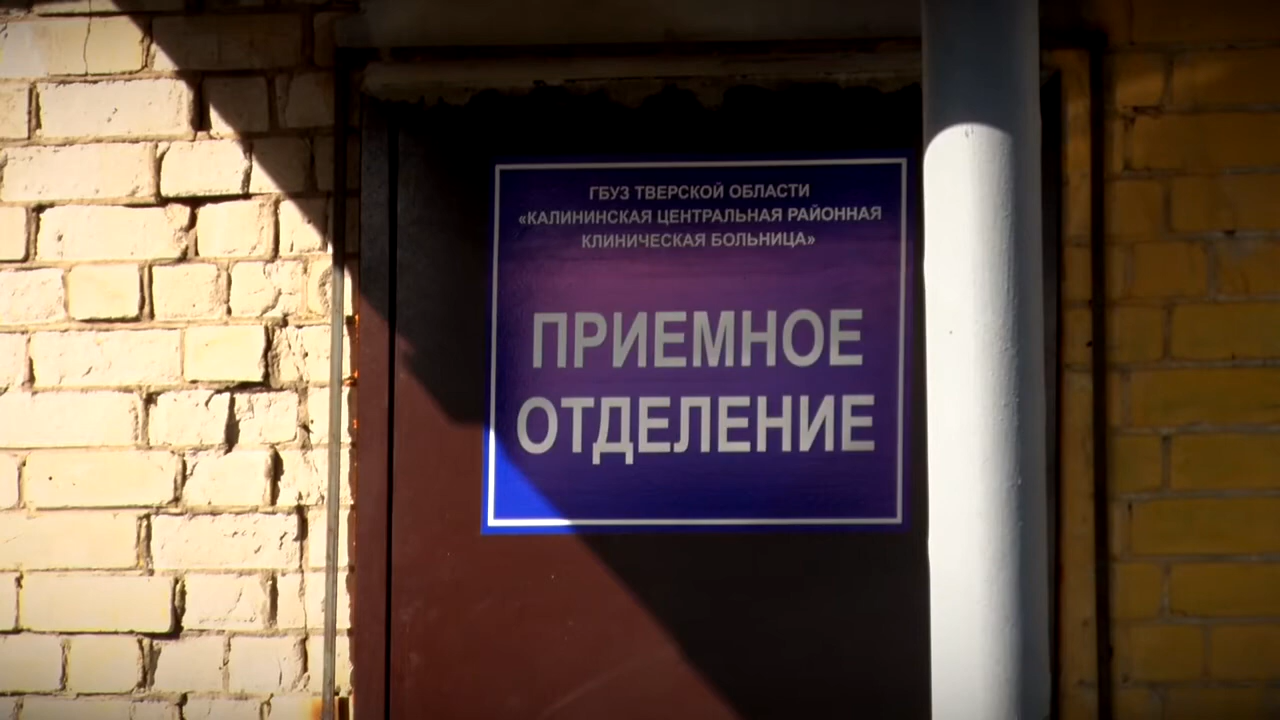 ГБУЗ ТВЕРСКОЙ ОБЛАСТИ
«КАЛИНИНСКАЯ ЦЕНТРАЛЬНАЯ РАЙОННАЯ
КЛИНИЧЕСКАЯ БОЛЬНИЦА»
ПРИЕМНОЕ
ОТДЕЛЕНИЕ